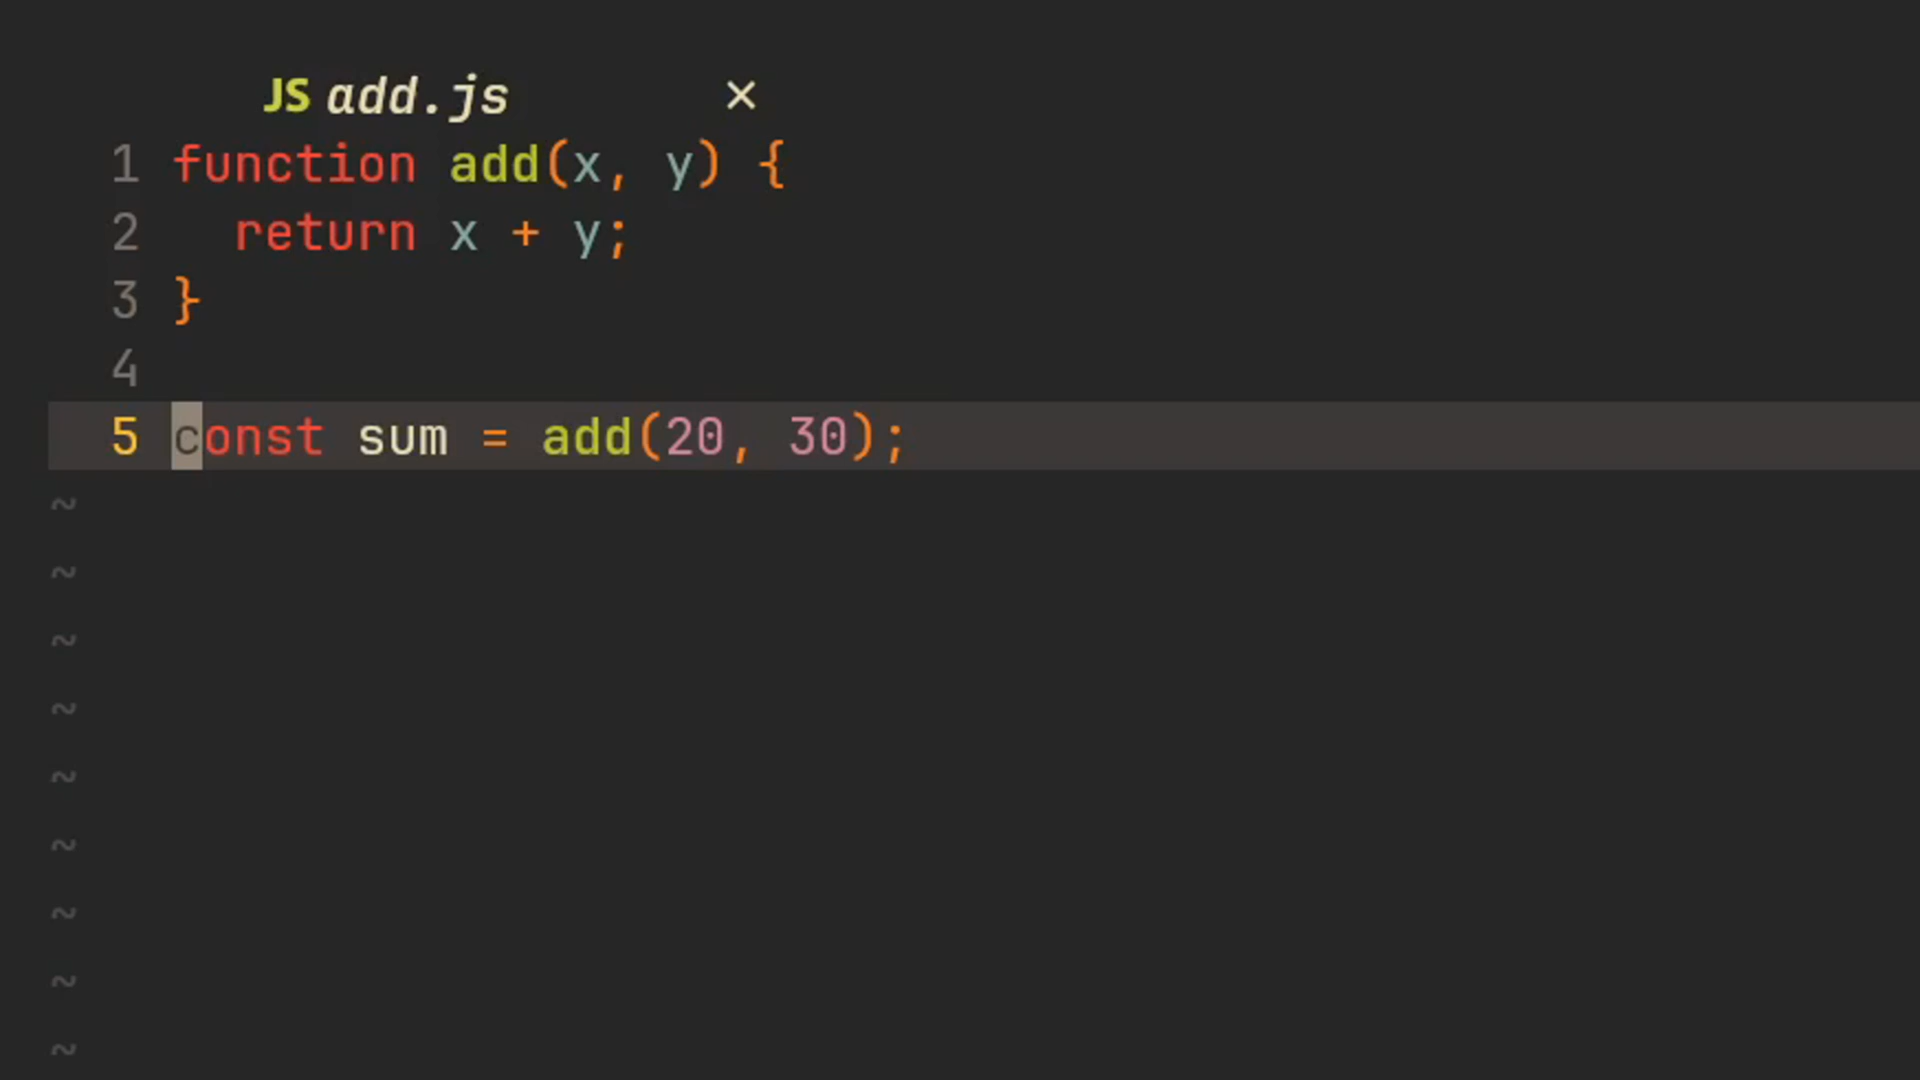 JS add.js ×
1 function add(x, y) {
2   return x + y;
3 }
4
5 const sum = add(20, 30);
~
~
~
~
~
~
~
~
~